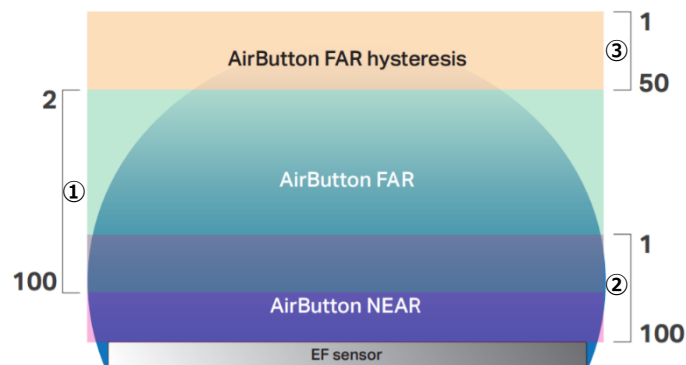 1
AirButton FAR hysteresis
③
50
2
AirButton FAR
①
1
100
②
AirButton NEAR
100
EF sensor